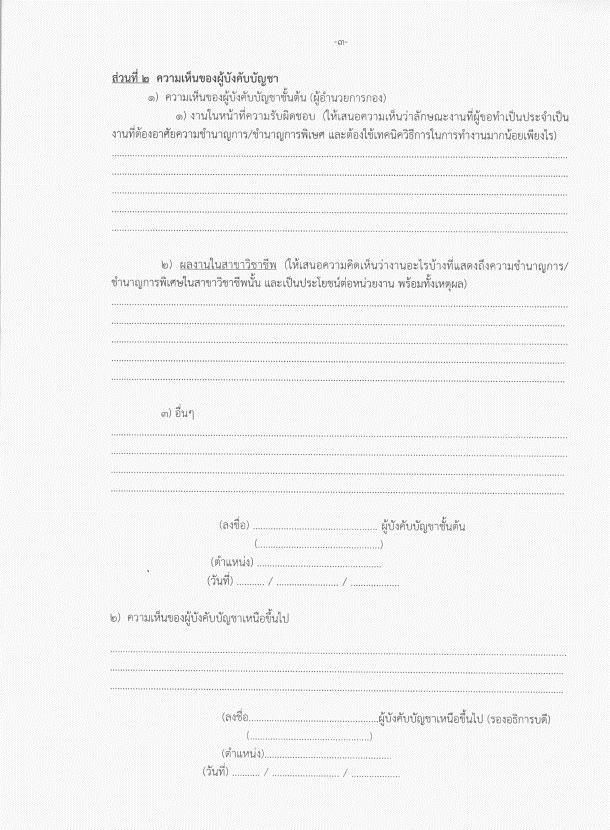 -๓-
ส่วนที่ ๒ ความเห็นของผู้บังคับบัญชา
๑) ความเห็นของผู้บังคับบัญชาชั้นต้น (ผู้อำนวยการกอง)
๑) งานในหน้าที่ความรับผิดชอบ (ให้เสนอความเห็นว่าลักษณะงานที่ผู้ขอทำเป็นประจำเป็น
งานที่ต้องอาศัยความชำนาญการ/ชำนาญการพิเศษ และต้องใช้เทคนิควิธีการในการทำงานมากน้อยเพียงไร)
๒) ผลงานในสาขาวิชาชีพ (ให้เสนอความคิดเห็นว่างานอะไรบ้างที่แสดงถึงความชำนาญการ/
ชำนาญการพิเศษในสาขาวิชาชีพนั้น และเป็นประโยชน์ต่อหน่วยงาน พร้อมทั้งเหตุผล)
๓) อื่นๆ
(ลงชื่อ) ............................................ ผู้บังคับบัญชาชั้นต้น
(............................................)
(ตำแหน่ง) ............................................
(วันที่) .......... / ...................... / .................
๒) ความเห็นของผู้บังคับบัญชาเหนือขึ้นไป
(ลงชื่อ..............................................ผู้บังคับบัญชาเหนือขึ้นไป (รองอธิการบดี)
(..........................................)
(ตำแหน่ง)............................................
(วันที่) .......... / ........................ / .................